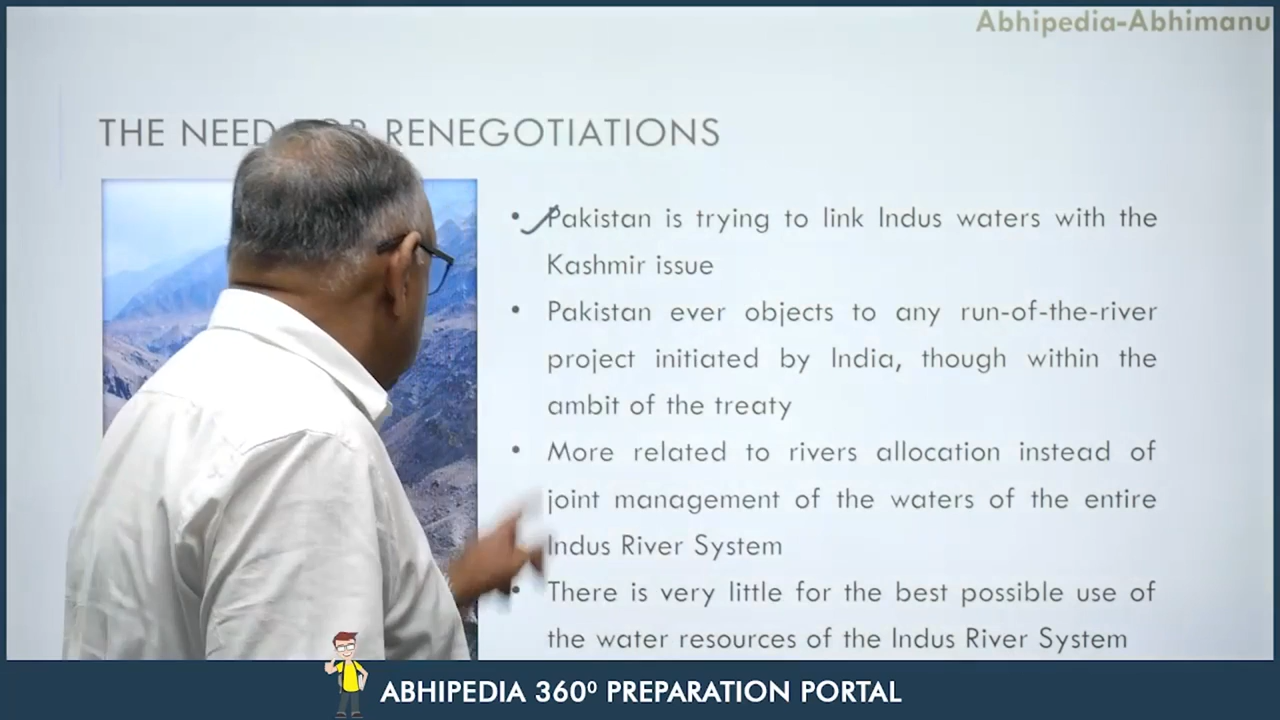 Abhipedia-Abhimanu
THE NEED FOR RENEGOTIATIONS
• Pakistan is trying to link Indus waters with the
Kashmir issue
• Pakistan ever objects to any run-of-the-river
project initiated by India, though within the
ambit of the treaty
• More related to rivers allocation instead of
joint management of the waters of the entire
Indus River System
• There is very little for the best possible use of
the water resources of the Indus River System
ABHIPEDIA 360⁰ PREPARATION PORTAL